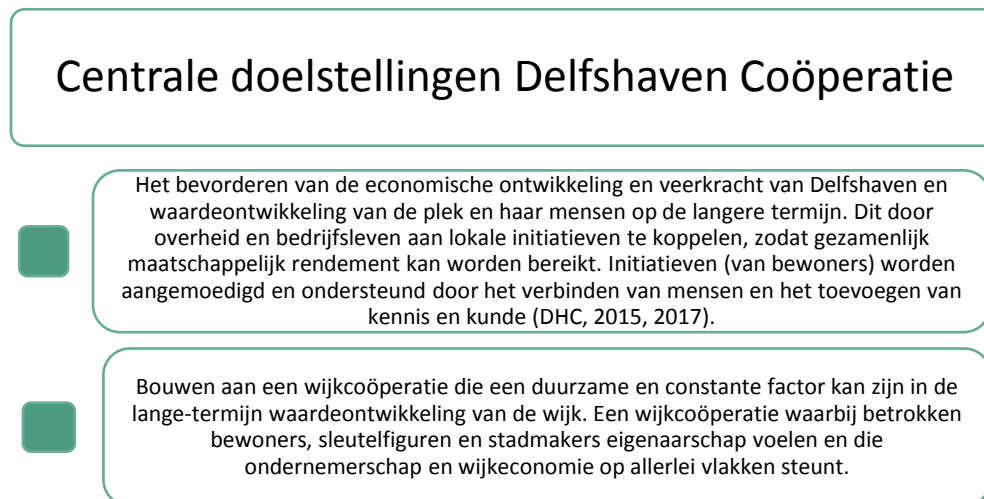 Centrale doelstellingen Delfshaven Coöperatie
Het bevorderen van de economische ontwikkeling en veerkracht van Delfshaven en
waardeontwikkeling van de plek en haar mensen op de langere termijn. Dit door
overheid en bedrijfsleven aan lokale initiatieven te koppelen, zodat gezamenlijk
maatschappelijk rendement kan worden bereikt. Initiatieven (van bewoners) worden
aangemoedigd en ondersteund door het verbinden van mensen en het toevoegen van
kennis en kunde (DHC, 2015, 2017).
Bouwen aan een wijkcoöperatie die een duurzame en constante factor kan zijn in de
lange-termijn waardeontwikkeling van de wijk. Een wijkcoöperatie waarbij betrokken
bewoners, sleutelfiguren en stadmakers eigenaarschap voelen en die
ondernemerschap en wijkeconomie op allerlei vlakken steunt.